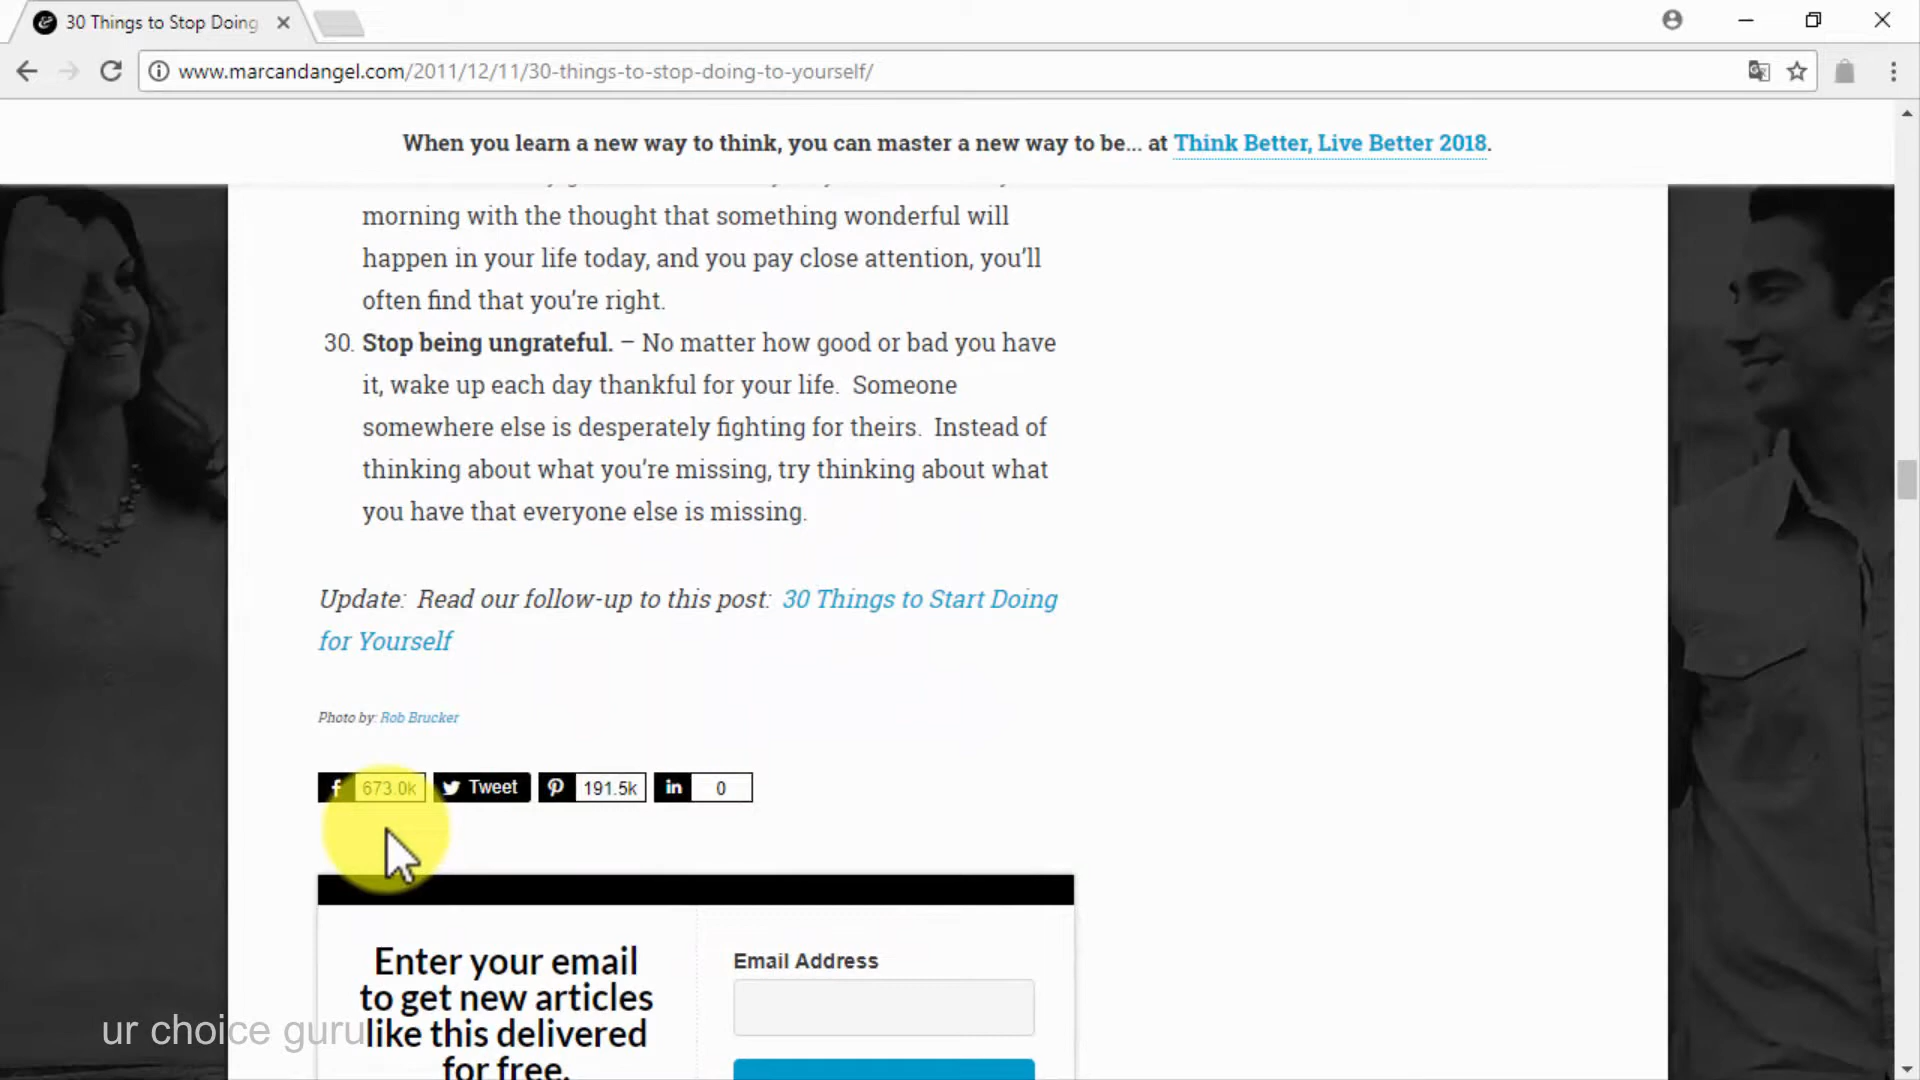 30 Things to Stop Doing
www.marcandangel.com/2011/12/11/30-things-to-stop-doing-to-yourself/
When you learn a new way to think, you can master a new way to be... at Think Better, Live Better 2018.
morning with the thought that something wonderful will
happen in your life today, and you pay close attention, you’ll
often find that you’re right.
30. Stop being ungrateful. – No matter how good or bad you have
it, wake up each day thankful for your life.  Someone
somewhere else is desperately fighting for theirs.  Instead of
thinking about what you’re missing, try thinking about what
you have that everyone else is missing.
Update:  Read our follow-up to this post:  30 Things to Start Doing
for Yourself
Photo by: Rob Brucker
f 673.0k Tweet 191.5k in 0
Enter your email
to get new articles
like this delivered
for free.
Email Address
ur choice guru